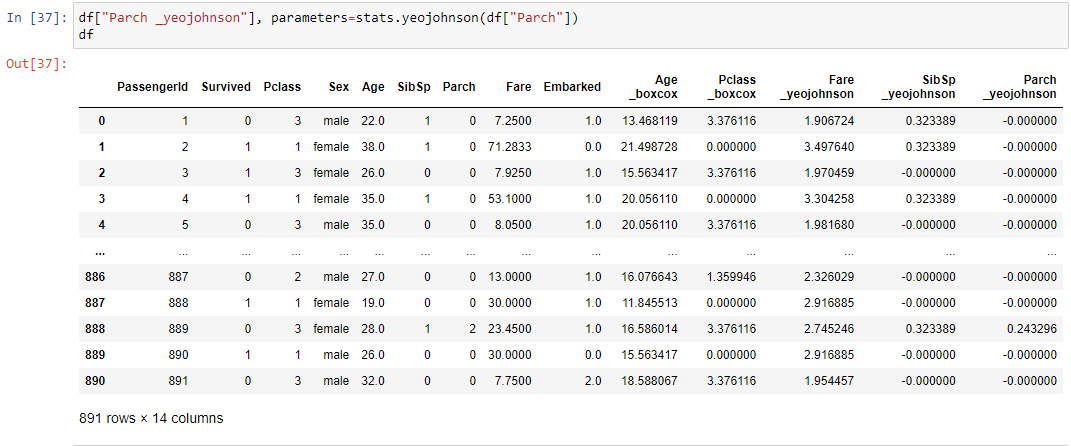 In [37]: df["Parch _yeojohnson"], parameters=stats.yeojohnson(df["Parch"])
df
Out[37]:
PassengerId Survived Pclass Sex Age SibSp Parch Fare Embarked Age _boxcox Pclass _boxcox Fare _yeojohnson SibSp _yeojohnson Parch _yeojohnson
0 1 0 3 male 22.0 1 0 7.2500 1.0 13.468119 3.376116 1.906724 0.323389 -0.000000
1 2 1 1 female 38.0 1 0 71.2833 0.0 21.498728 0.000000 3.497640 0.323389 -0.000000
2 3 1 3 female 26.0 0 0 7.9250 1.0 15.563417 3.376116 1.970459 -0.000000 -0.000000
3 4 1 1 female 35.0 1 0 53.1000 1.0 20.056110 0.000000 3.304258 0.323389 -0.000000
4 5 0 3 male 35.0 0 0 8.0500 1.0 20.056110 3.376116 1.981680 -0.000000 -0.000000
... ... ... ... ... ... ... ... ... ... ... ... ... ... ...
886 887 0 2 male 27.0 0 0 13.0000 1.0 16.076643 1.359946 2.326029 -0.000000 -0.000000
887 888 1 1 female 19.0 0 0 30.0000 1.0 11.845513 0.000000 2.916885 -0.000000 -0.000000
888 889 0 3 female 28.0 1 2 23.4500 1.0 16.586014 3.376116 2.745246 0.323389 0.243296
889 890 1 1 male 26.0 0 0 30.0000 0.0 15.563417 0.000000 2.916885 -0.000000 -0.000000
890 891 0 3 male 32.0 0 0 7.7500 2.0 18.588067 3.376116 1.954457 -0.000000 -0.000000
891 rows × 14 columns